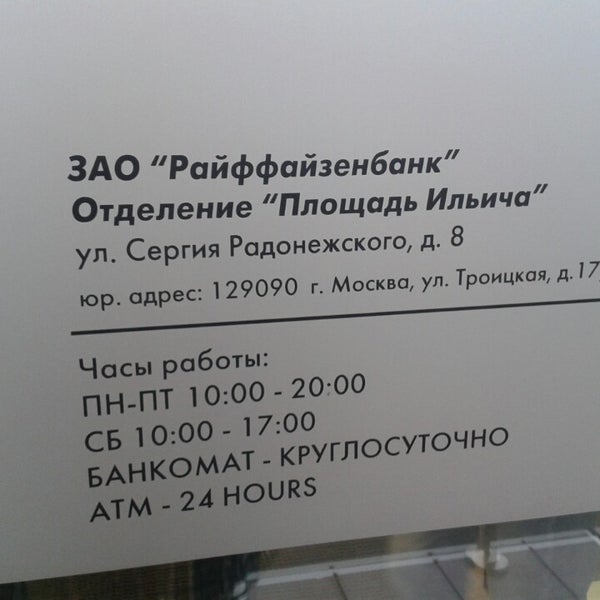 ЗАО “Райффайзенбанк”
Отделение “Площадь Ильича”
ул. Сергия Радонежского, д. 8
юр. адрес: 129090 г. Москва, ул. Троицкая, д.17,
Часы работы:
ПН-ПТ 10:00 - 20:00
СБ 10:00 - 17:00
БАНКОМАТ - КРУГЛОСУТОЧНО
ATM - 24 HOURS